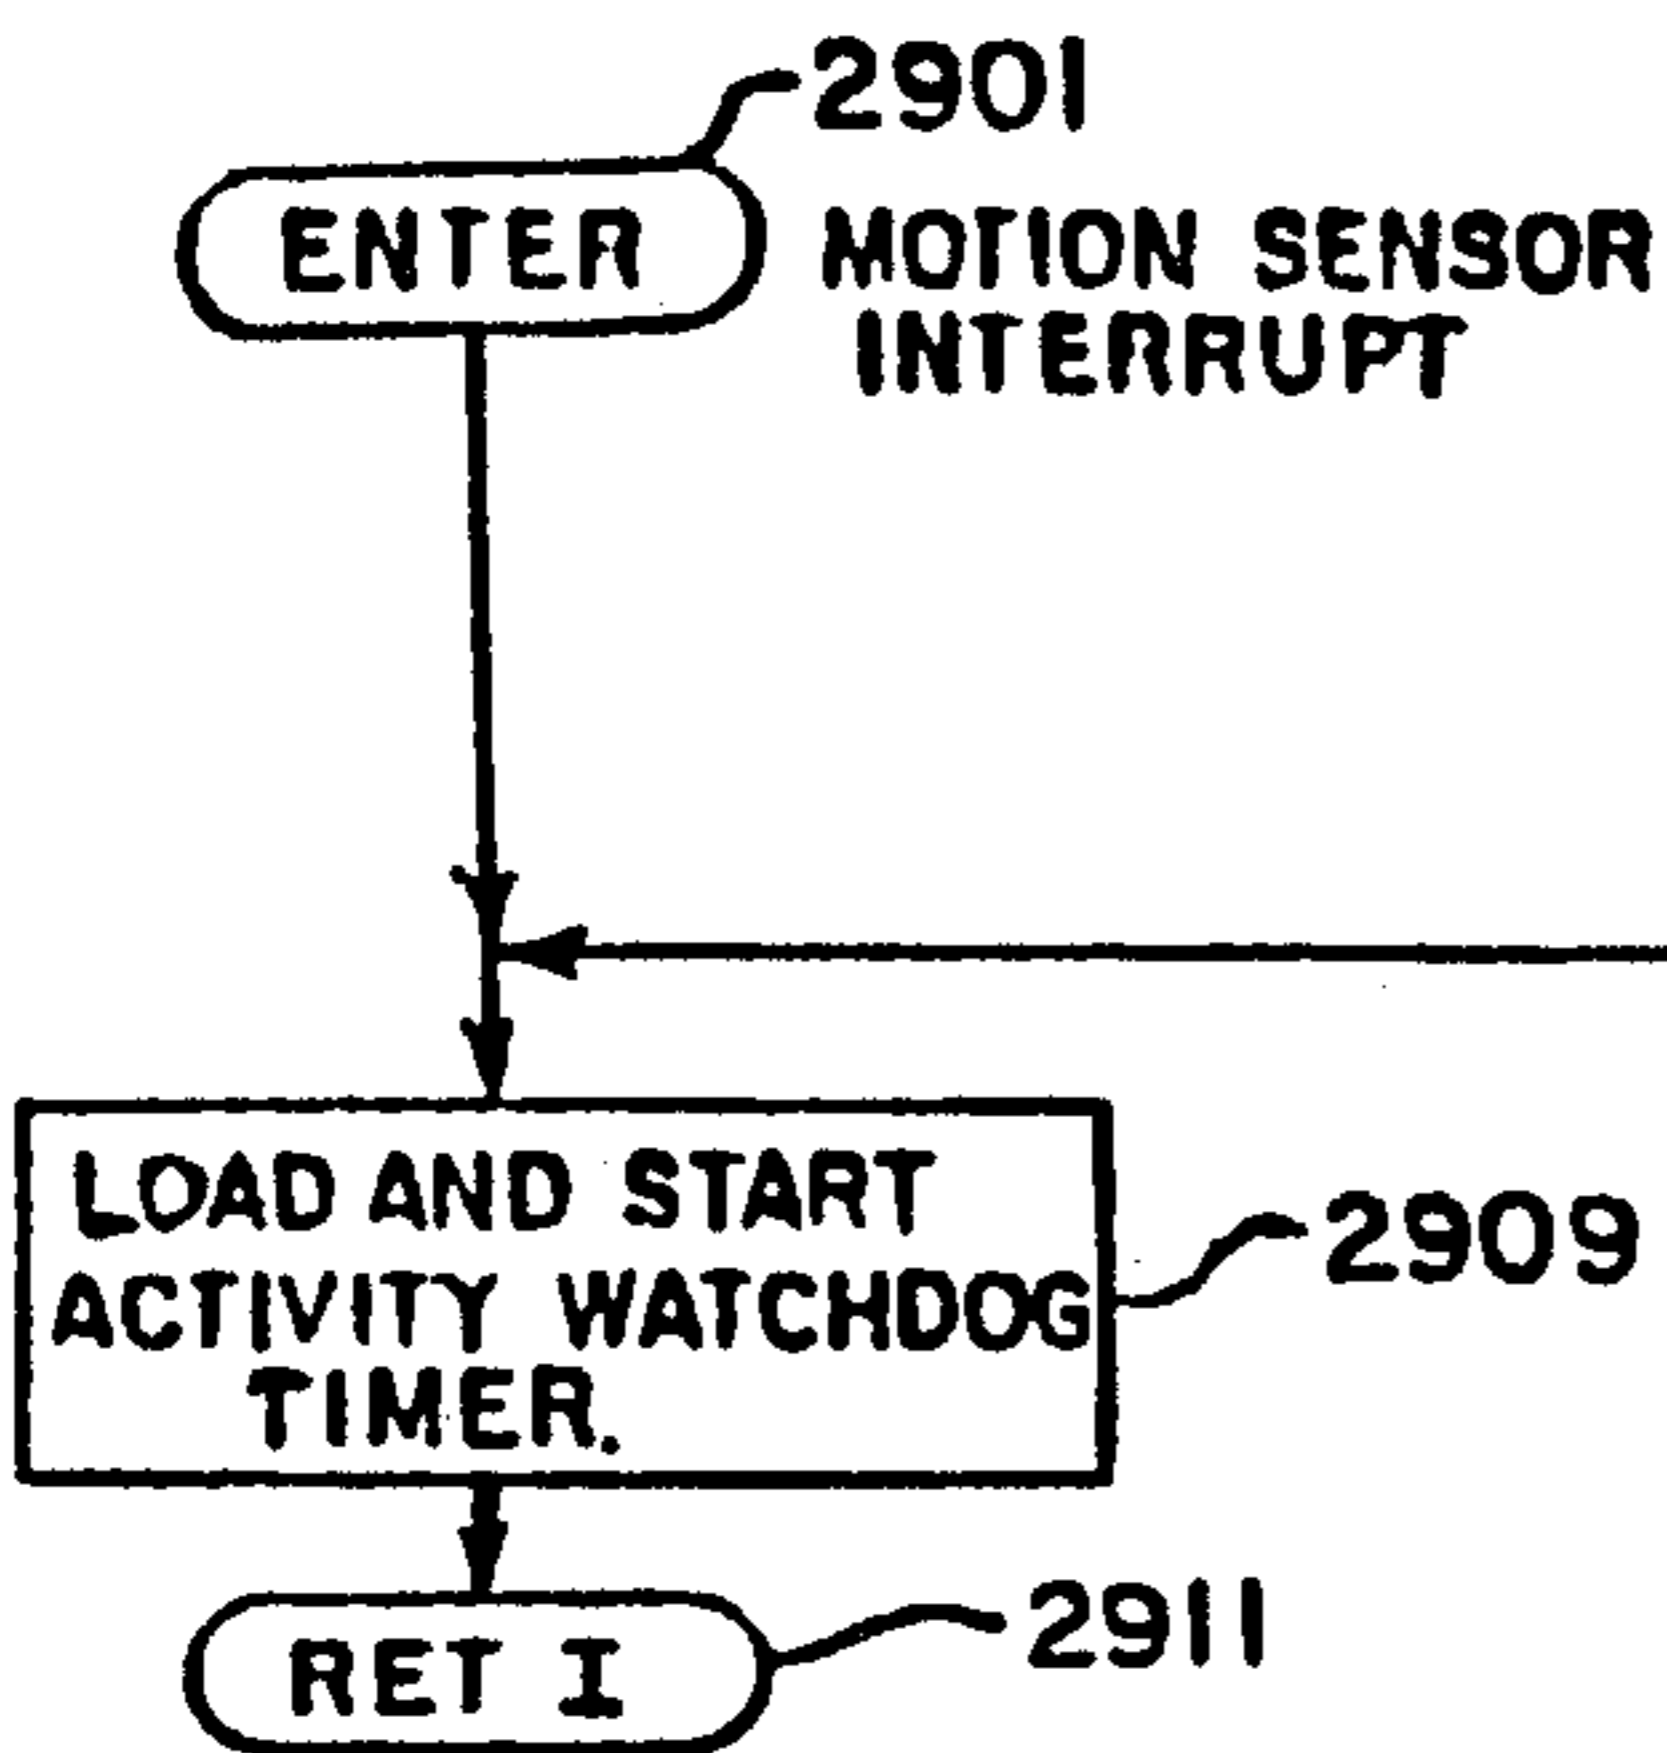 2901
ENTER
MOTION SENSOR
INTERRUPT
LOAD AND START
ACTIVITY WATCHDOG
TIMER.
2909
RET I
2911